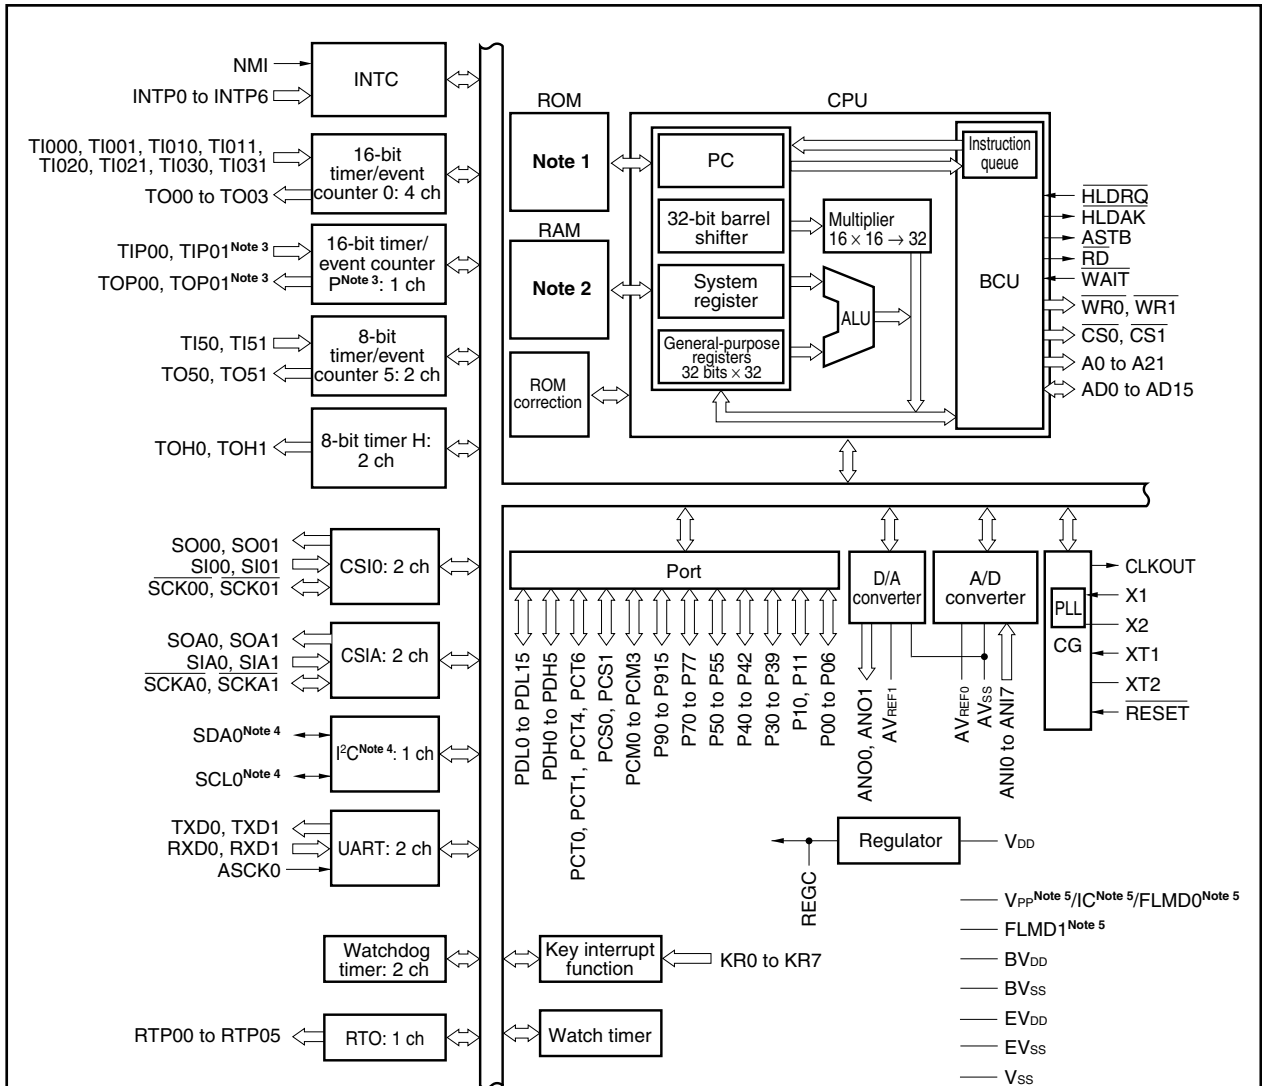 NMI
INTP0 to INTP6
INTC
TI000, TI001, TI010, TI011,
TI020, TI021, TI030, TI031
TO00 to TO03
16-bit
timer/event
counter 0: 4 ch
TIP00, TIP01Note 3
TOP00, TOP01Note 3
16-bit timer/
event counter
PNote 3: 1 ch
TI50, TI51
TO50, TO51
8-bit
timer/event
counter 5: 2 ch
TOH0, TOH1
8-bit timer H:
2 ch
SO00, SO01
SI00, SI01
SCK00, SCK01
CSI0: 2 ch
SOA0, SOA1
SIA0, SIA1
SCKA0, SCKA1
CSIA: 2 ch
SDA0Note 4
SCL0Note 4
I2CNote 4: 1 ch
TXD0, TXD1
RXD0, RXD1
ASCK0
UART: 2 ch
Watchdog
timer: 2 ch
RTP00 to RTP05
RTO: 1 ch
ROM
Note 1
RAM
Note 2
ROM
correction
CPU
PC
32-bit barrel
shifter
System
register
General-purpose
registers
32 bits × 32
Multiplier
16 × 16 → 32
ALU
Instruction
queue
BCU
HLDRQ
HLDAK
ASTB
RD
WAIT
WR0, WR1
CS0, CS1
A0 to A21
AD0 to AD15
Port
PDL0 to PDL15
PDH0 to PDH5
PCT0, PCT1, PCT4, PCT6
PCS0, PCS1
PCM0 to PCM3
P90 to P915
P70 to P77
P50 to P55
P40 to P42
P30 to P39
P10, P11
P00 to P06
D/A
converter
ANO0, ANO1
AVREF1
A/D
converter
AVREF0
AVSS
ANI0 to ANI7
PLL
CG
CLKOUT
X1
X2
XT1
XT2
RESET
Regulator
REGC
VDD
VPPNote 5/ICNote 5/FLMD0Note 5
FLMD1Note 5
BVDD
BVSS
EVDD
EVSS
VSS
Key interrupt
function
KR0 to KR7
Watch timer